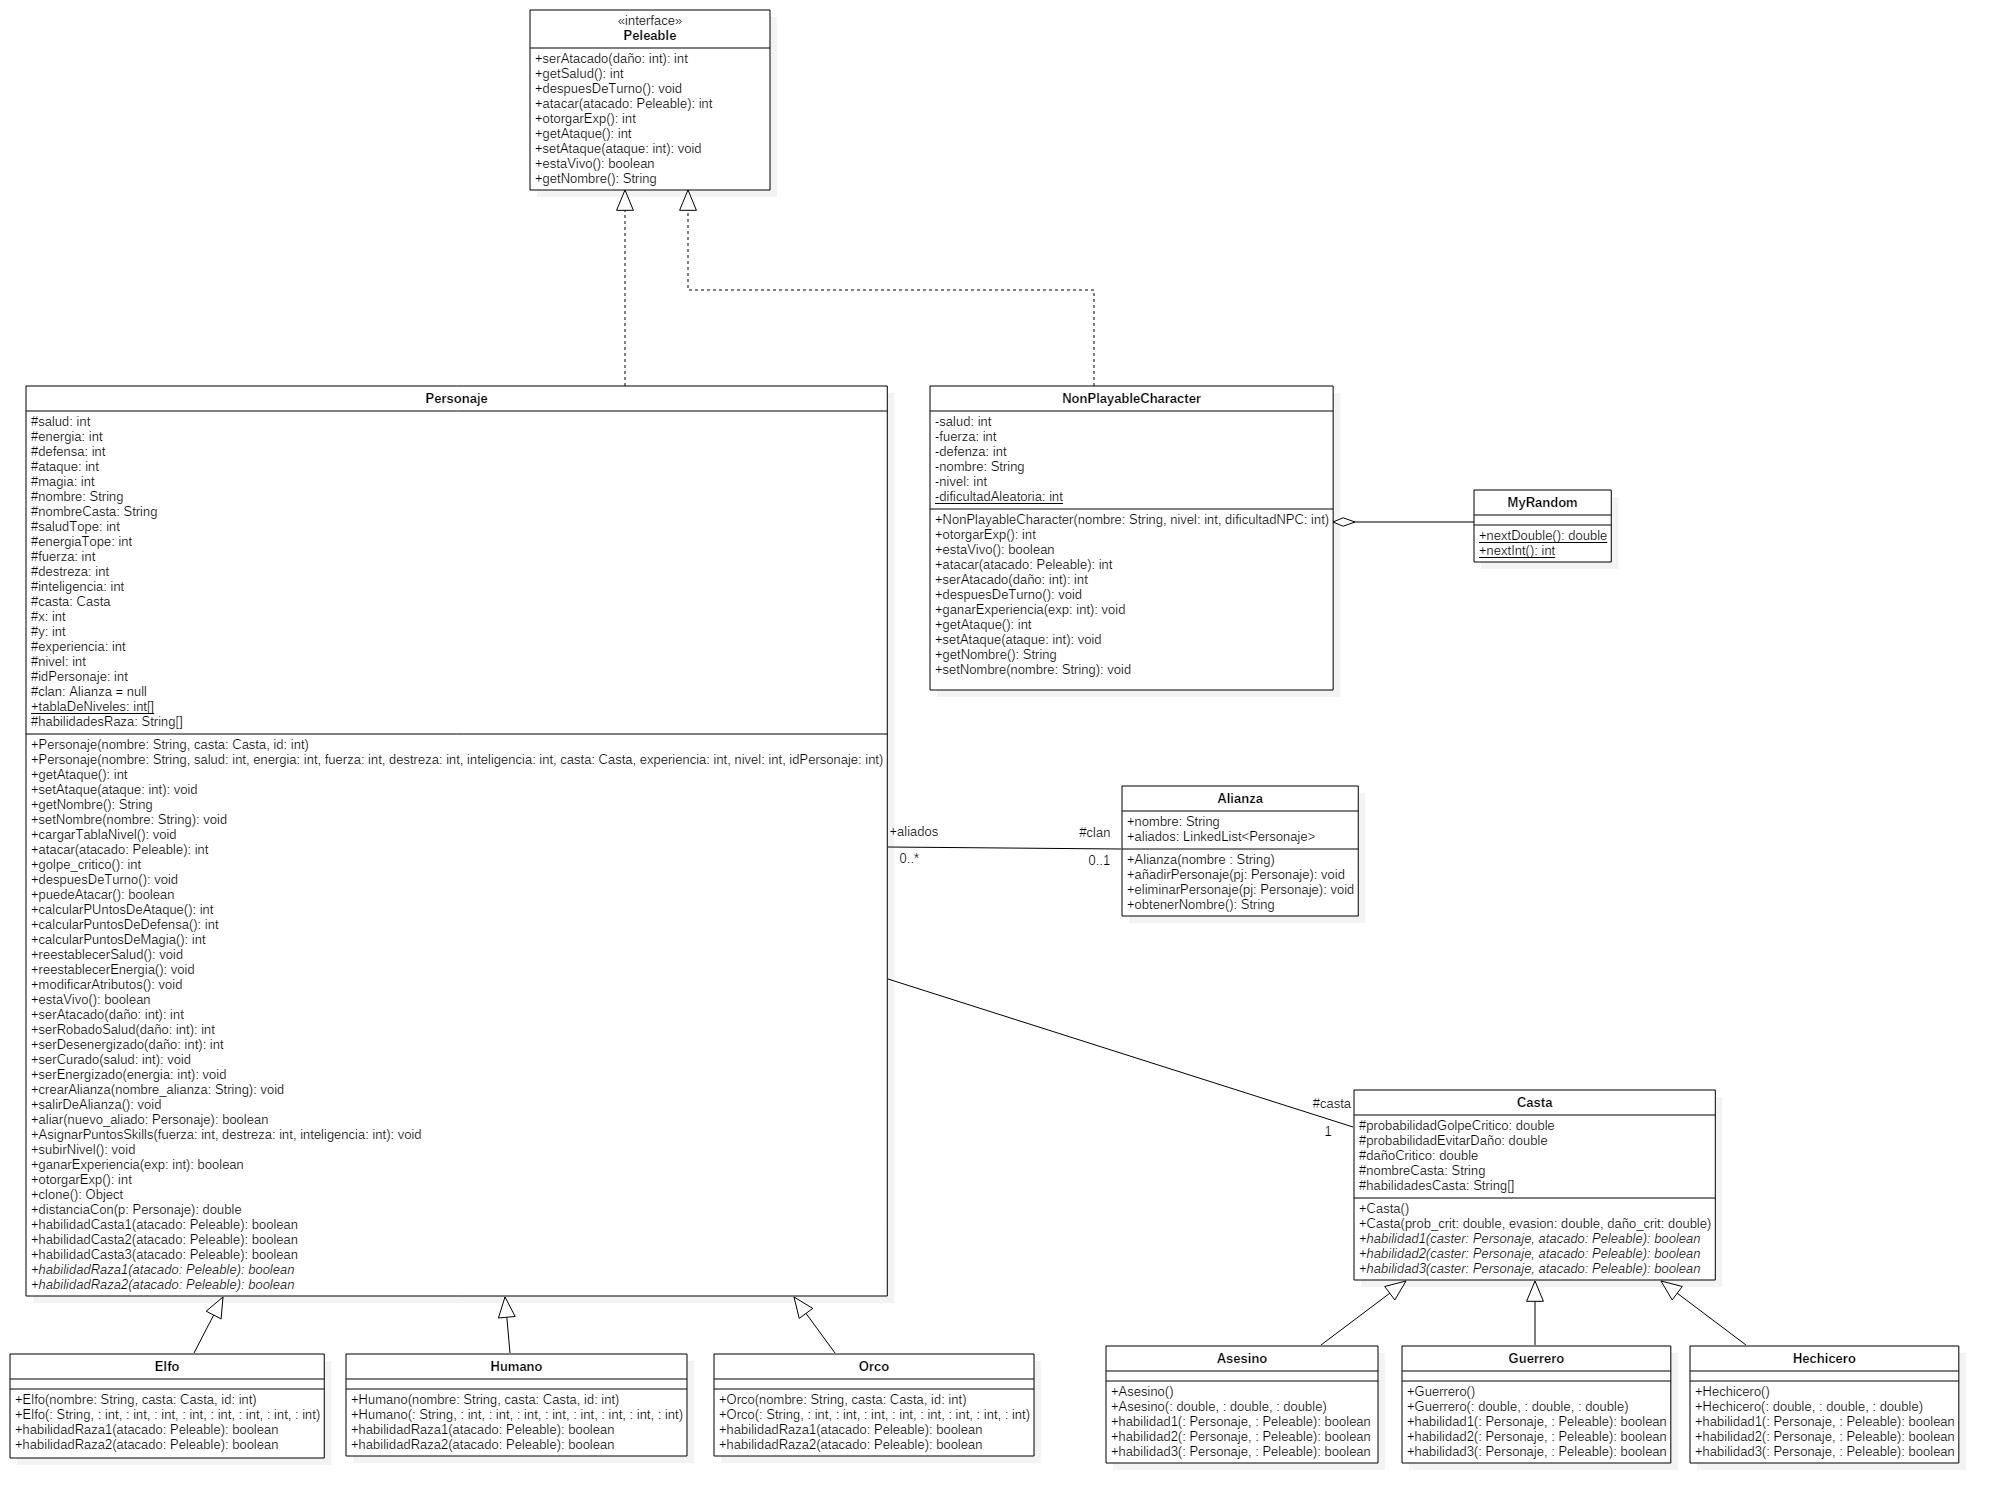 «interface»
Peleable
+serAtacado(daño: int): int
+getSalud(): int
+despuesDeTurno(): void
+atacar(atacado: Peleable): int
+otorgarExp(): int
+getAtaque(): int
+setAtaque(ataque: int): void
+estaVivo(): boolean
+getNombre(): String
Personaje
#salud: int
#energia: int
#defensa: int
#ataque: int
#magia: int
#nombre: String
#nombreCasta: String
#saludTope: int
#energiaTope: int
#fuerza: int
#destreza: int
#inteligencia: int
#casta: Casta
#x: int
#y: int
#experiencia: int
#nivel: int
#idPersonaje: int
#clan: Alianza = null
+tablaDeNiveles: int[]
#habilidadesRaza: String[]
+Personaje(nombre: String, casta: Casta, id: int)
+Personaje(nombre: String, salud: int, energia: int, fuerza: int, destreza: int, inteligencia: int, casta: Casta, experiencia: int, nivel: int, idPersonaje: int)
+getAtaque(): int
+setAtaque(ataque: int): void
+getNombre(): String
+setNombre(nombre: String): void
+cargarTablaNivel(): void
+atacar(atacado: Peleable): int
+golpe_critico(): int
+despuesDeTurno(): void
+puedeAtacar(): boolean
+calcularPUntosDeAtaque(): int
+calcularPuntosDeDefensa(): int
+calcularPuntosDeMagia(): int
+reestablecerSalud(): void
+reestablecerEnergia(): void
+modificarAtributos(): void
+estaVivo(): boolean
+serAtacado(daño: int): int
+serRobadoSalud(daño: int): int
+serDesenergizado(daño: int): int
+serCurado(salud: int): void
+serEnergizado(energia: int): void
+crearAlianza(nombre_alianza: String): void
+salirDeAlianza(): void
+aliar(nuevo_aliado: Personaje): boolean
+AsignarPuntosSkills(fuerza: int, destreza: int, inteligencia: int): void
+subirNivel(): void
+ganarExperiencia(exp: int): boolean
+otorgarExp(): int
+clone(): Object
+distanciaCon(p: Personaje): double
+habilidadCasta1(atacado: Peleable): boolean
+habilidadCasta2(atacado: Peleable): boolean
+habilidadCasta3(atacado: Peleable): boolean
+habilidadRaza1(atacado: Peleable): boolean
+habilidadRaza2(atacado: Peleable): boolean
NonPlayableCharacter
-salud: int
-fuerza: int
-defenza: int
-nombre: String
-nivel: int
-dificultadAleatoria: int
+NonPlayableCharacter(nombre: String, nivel: int, dificultadNPC: int)
+otorgarExp(): int
+estaVivo(): boolean
+atacar(atacado: Peleable): int
+serAtacado(daño: int): int
+despuesDeTurno(): void
+ganarExperiencia(exp: int): void
+getAtaque(): int
+setAtaque(ataque: int): void
+getNombre(): String
+setNombre(nombre: String): void
MyRandom
+nextDouble(): double
+nextInt(): int
+aliados
0..*
#clan
0..1
Alianza
+nombre: String
+aliados: LinkedList<Personaje>
+Alianza(nombre : String)
+añadirPersonaje(pj: Personaje): void
+eliminarPersonaje(pj: Personaje): void
+obtenerNombre(): String
#casta
1
Casta
#probabilidadGolpeCritico: double
#probabilidadEvitarDaño: double
#dañoCritico: double
#nombreCasta: String
#habilidadesCasta: String[]
+Casta()
+Casta(prob_crit: double, evasion: double, daño_crit: double)
+habilidad1(caster: Personaje, atacado: Peleable): boolean
+habilidad2(caster: Personaje, atacado: Peleable): boolean
+habilidad3(caster: Personaje, atacado: Peleable): boolean
Elfo
+Elfo(nombre: String, casta: Casta, id: int)
+Elfo(: String, : int, : int, : int, : int, : int, : int, : int, : int)
+habilidadRaza1(atacado: Peleable): boolean
+habilidadRaza2(atacado: Peleable): boolean
Humano
+Humano(nombre: String, casta: Casta, id: int)
+Humano(: String, : int, : int, : int, : int, : int, : int, : int, : int)
+habilidadRaza1(atacado: Peleable): boolean
+habilidadRaza2(atacado: Peleable): boolean
Orco
+Orco(nombre: String, casta: Casta, id: int)
+Orco(: String, : int, : int, : int, : int, : int, : int, : int, : int)
+habilidadRaza1(atacado: Peleable): boolean
+habilidadRaza2(atacado: Peleable): boolean
Asesino
+Asesino()
+Asesino(: double, : double, : double)
+habilidad1(: Personaje, : Peleable): boolean
+habilidad2(: Personaje, : Peleable): boolean
+habilidad3(: Personaje, : Peleable): boolean
Guerrero
+Guerrero()
+Guerrero(: double, : double, : double)
+habilidad1(: Personaje, : Peleable): boolean
+habilidad2(: Personaje, : Peleable): boolean
+habilidad3(: Personaje, : Peleable): boolean
Hechicero
+Hechicero()
+Hechicero(: double, : double, : double)
+habilidad1(: Personaje, : Peleable): boolean
+habilidad2(: Personaje, : Peleable): boolean
+habilidad3(: Personaje, : Peleable): boolean